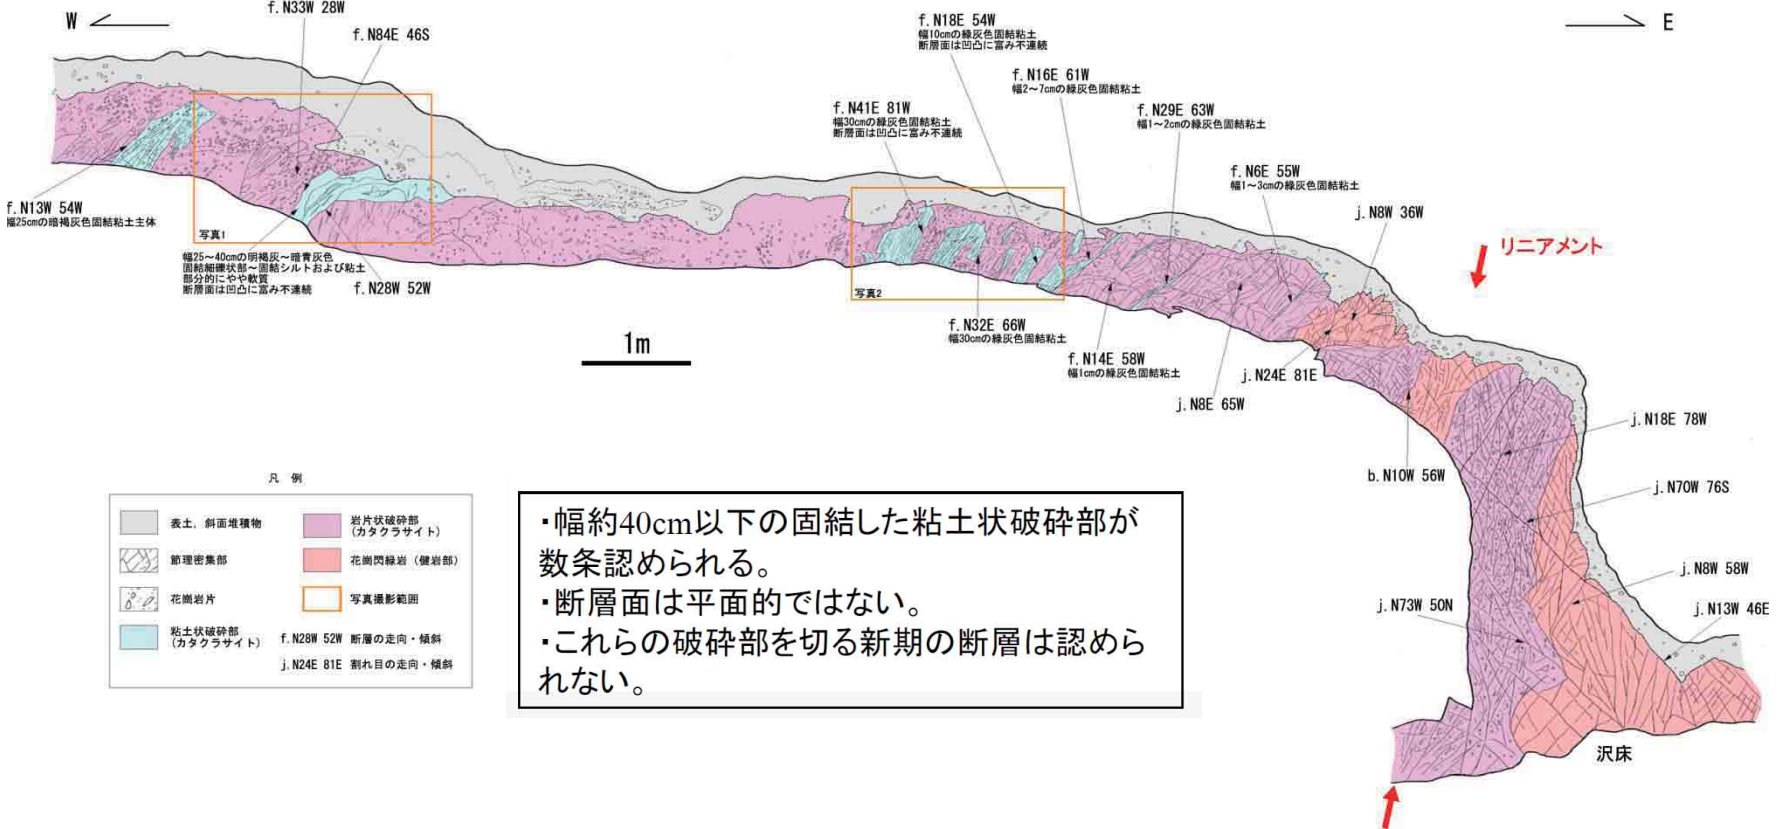 W
E
f. N33W 28W
f. N84E 46S
f. N18E 54W
幅10cmの緑灰色固結粘土
断層面は凹凸に富み不連続
f. N16E 61W
幅2～7cmの緑灰色固結粘土
f. N41E 81W
幅30cmの緑灰色固結粘土
断層面は凹凸に富み不連続
f. N29E 63W
幅1～2cmの緑灰色固結粘土
f. N6E 55W
幅1～3cmの緑灰色固結粘土
j. N8W 36W
リニアメント
f. N13W 54W
幅25cmの暗褐灰色固結粘土主体
写真1
幅25～40cmの明褐灰～暗青灰色
固結細礫状部～固結シルトおよび粘土
部分的にやや軟質
断層面は凹凸に富み不連続
f. N28W 52W
写真2
f. N32E 66W
幅30cmの緑灰色固結粘土
1m
f. N14E 58W
幅1cmの緑灰色固結粘土
j. N24E 81E
j. N8E 65W
j. N18E 78W
b. N10W 56W
j. N70W 76S
j. N8W 58W
j. N73W 50N
j. N13W 46E
沢床
凡 例
表土，斜面堆積物
節理密集部
花崗岩片
粘土状破砕部
(カタクラサイト)
岩片状破砕部
(カタクラサイト)
花崗閃緑岩（健岩部）
写真撮影範囲
f. N28W 52W 断層の走向・傾斜
j. N24E 81E 割れ目の走向・傾斜
・幅約40cm以下の固結した粘土状破砕部が
数条認められる。
・断層面は平面的ではない。
・これらの破砕部を切る新期の断層は認めら
れない。